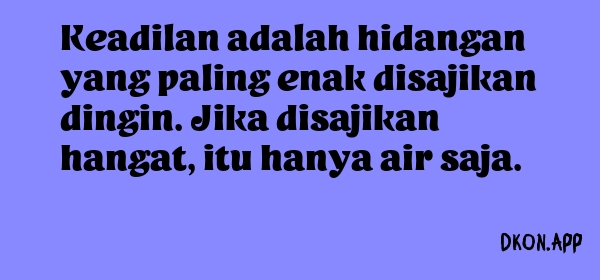 Keadilan adalah hidangan
yang paling enak disajikan
dingin. Jika disajikan
hangat, itu hanya air saja.
DKON.APP